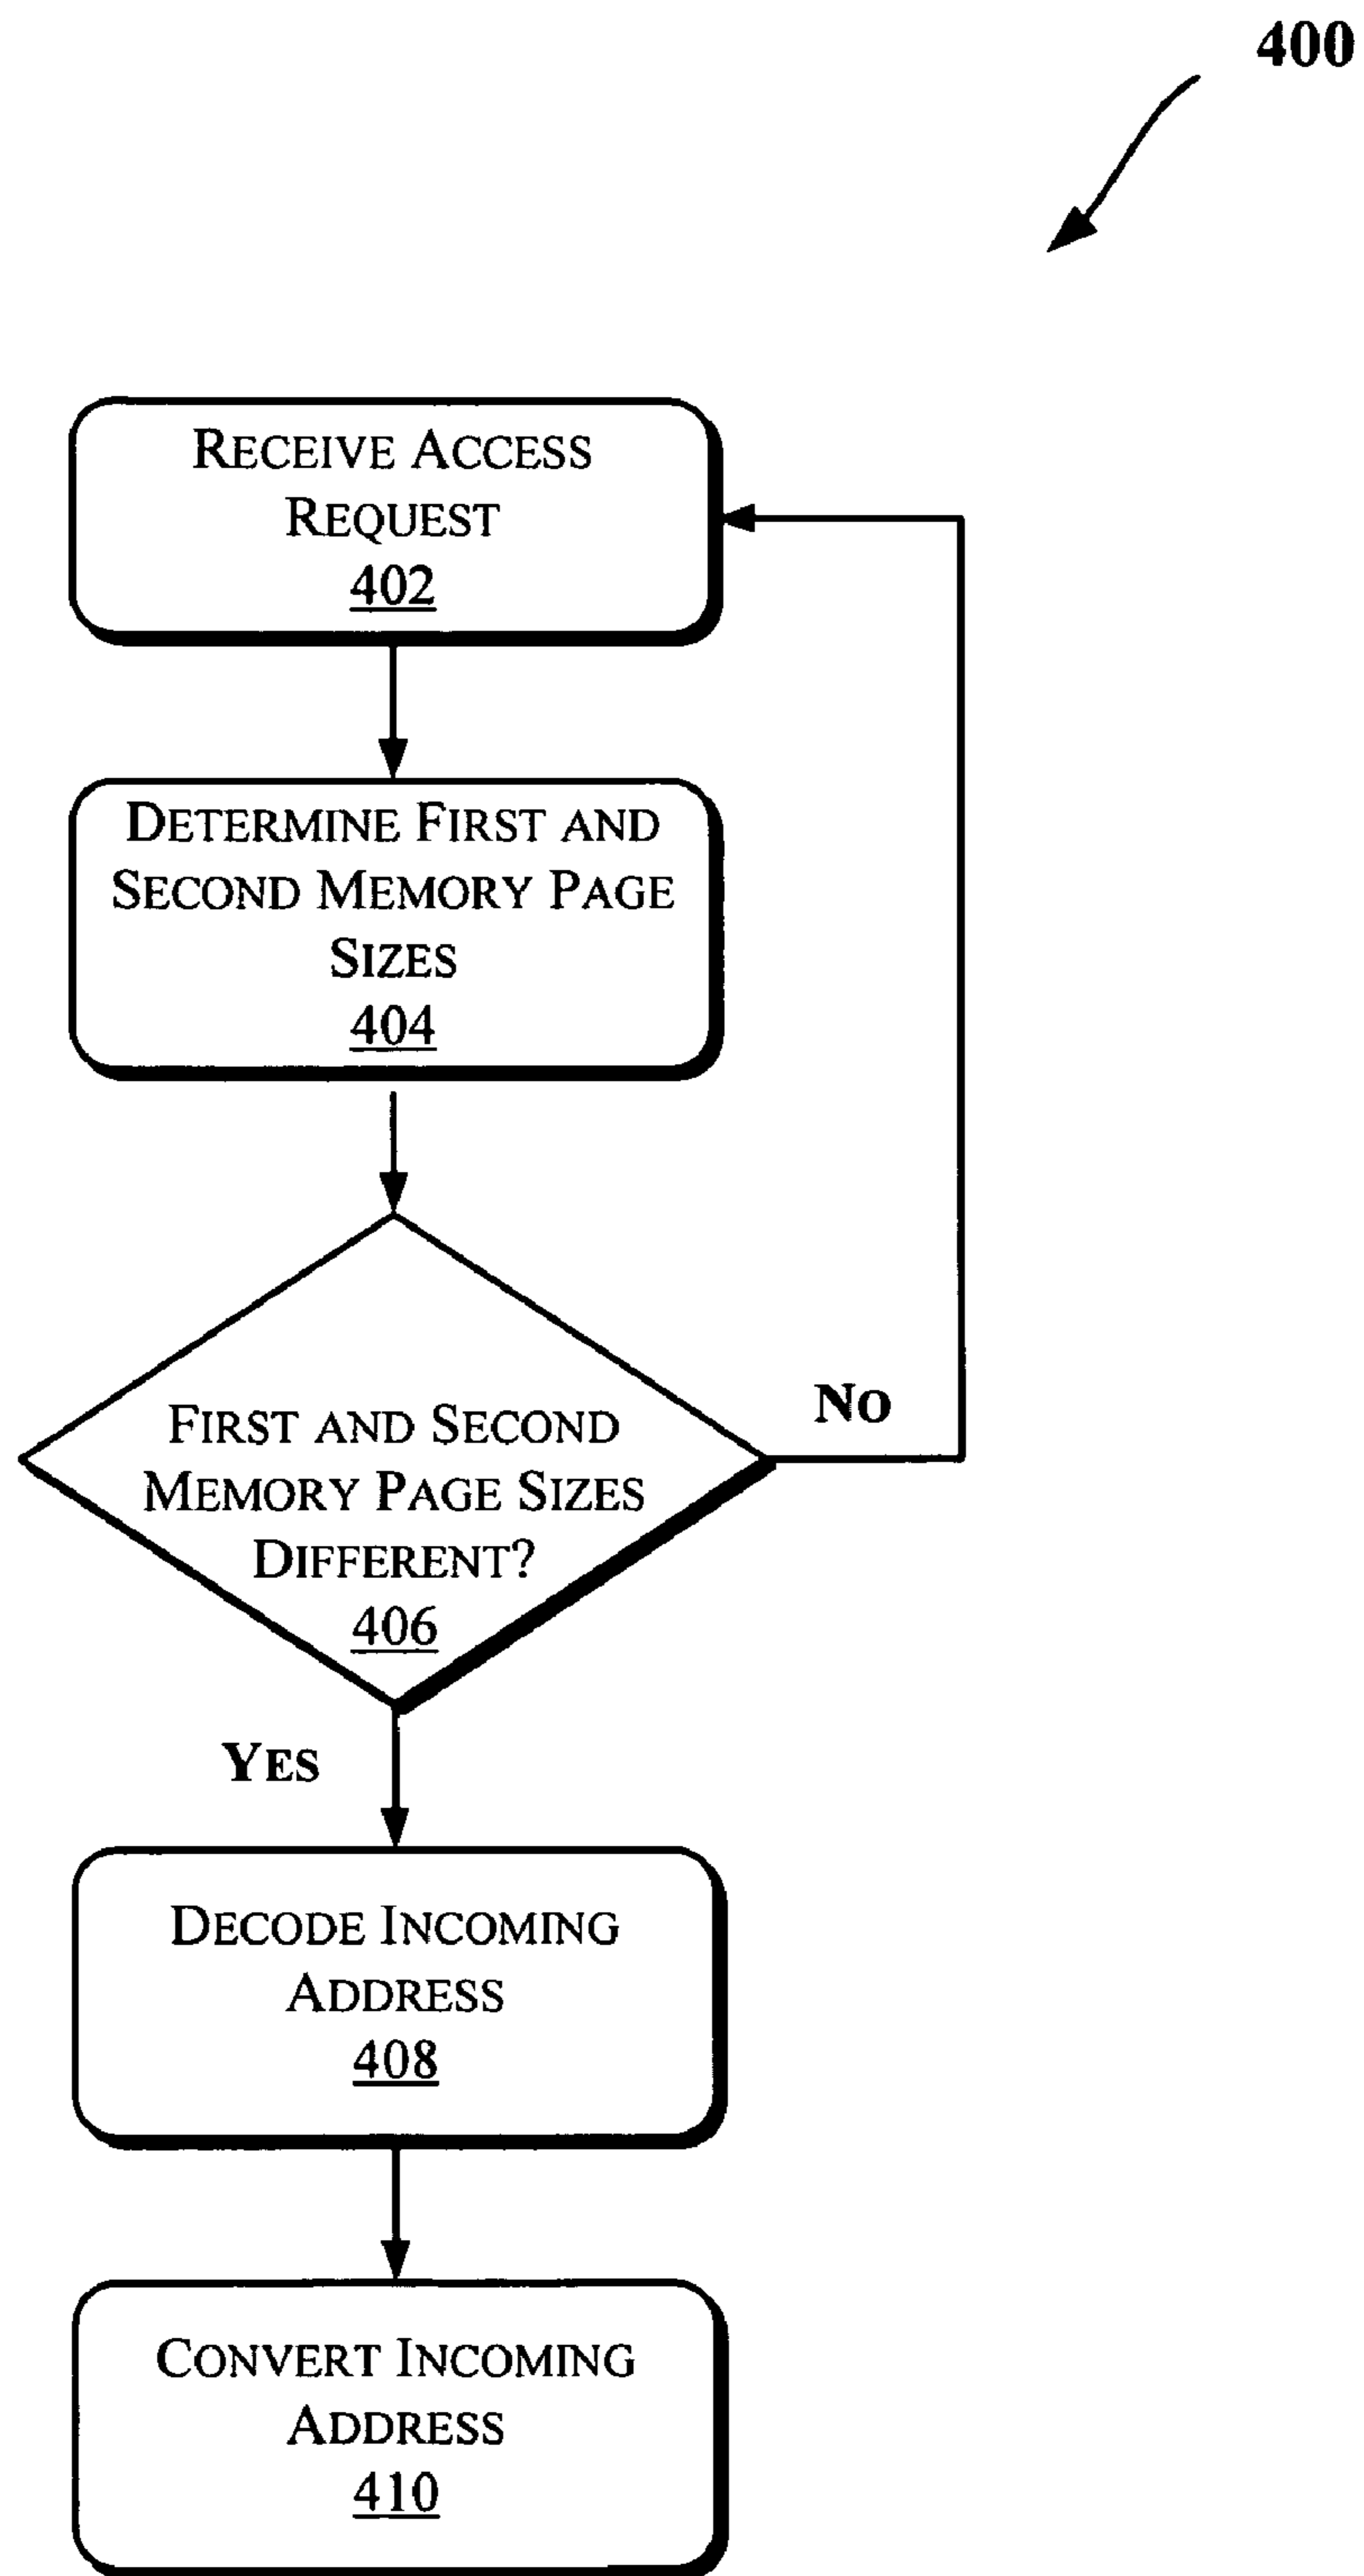 400
RECEIVE ACCESS
REQUEST
402
DETERMINE FIRST AND
SECOND MEMORY PAGE
SIZES
404
FIRST AND SECOND
MEMORY PAGE SIZES
DIFFERENT?
406
NO
YES
DECODE INCOMING
ADDRESS
408
CONVERT INCOMING
ADDRESS
410